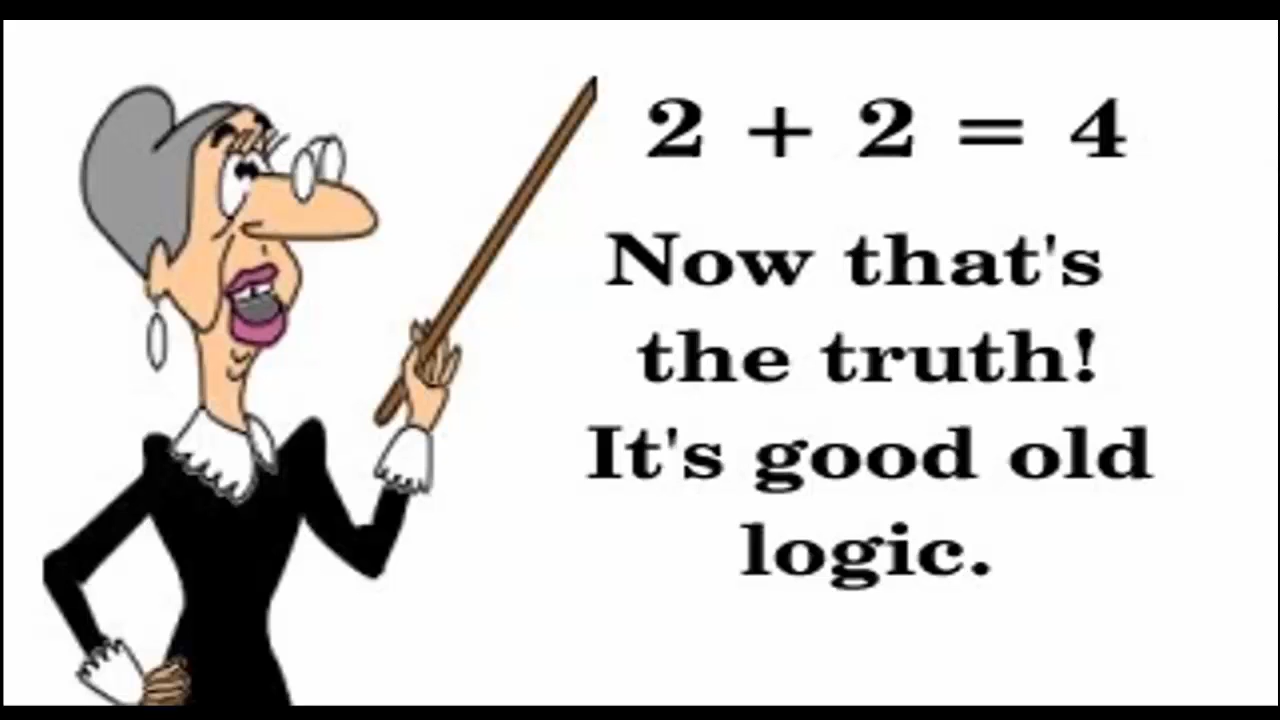 2 + 2 = 4
Now that's
the truth!
It's good old
logic.